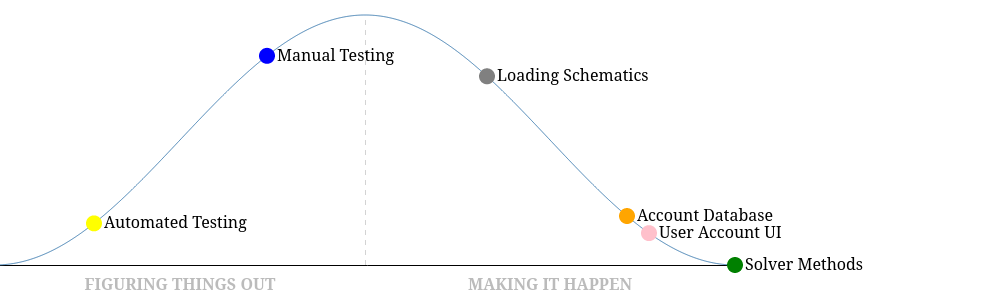 Manual Testing
Loading Schematics
Automated Testing
Account Database
User Account UI
Solver Methods
FIGURING THINGS OUT
MAKING IT HAPPEN